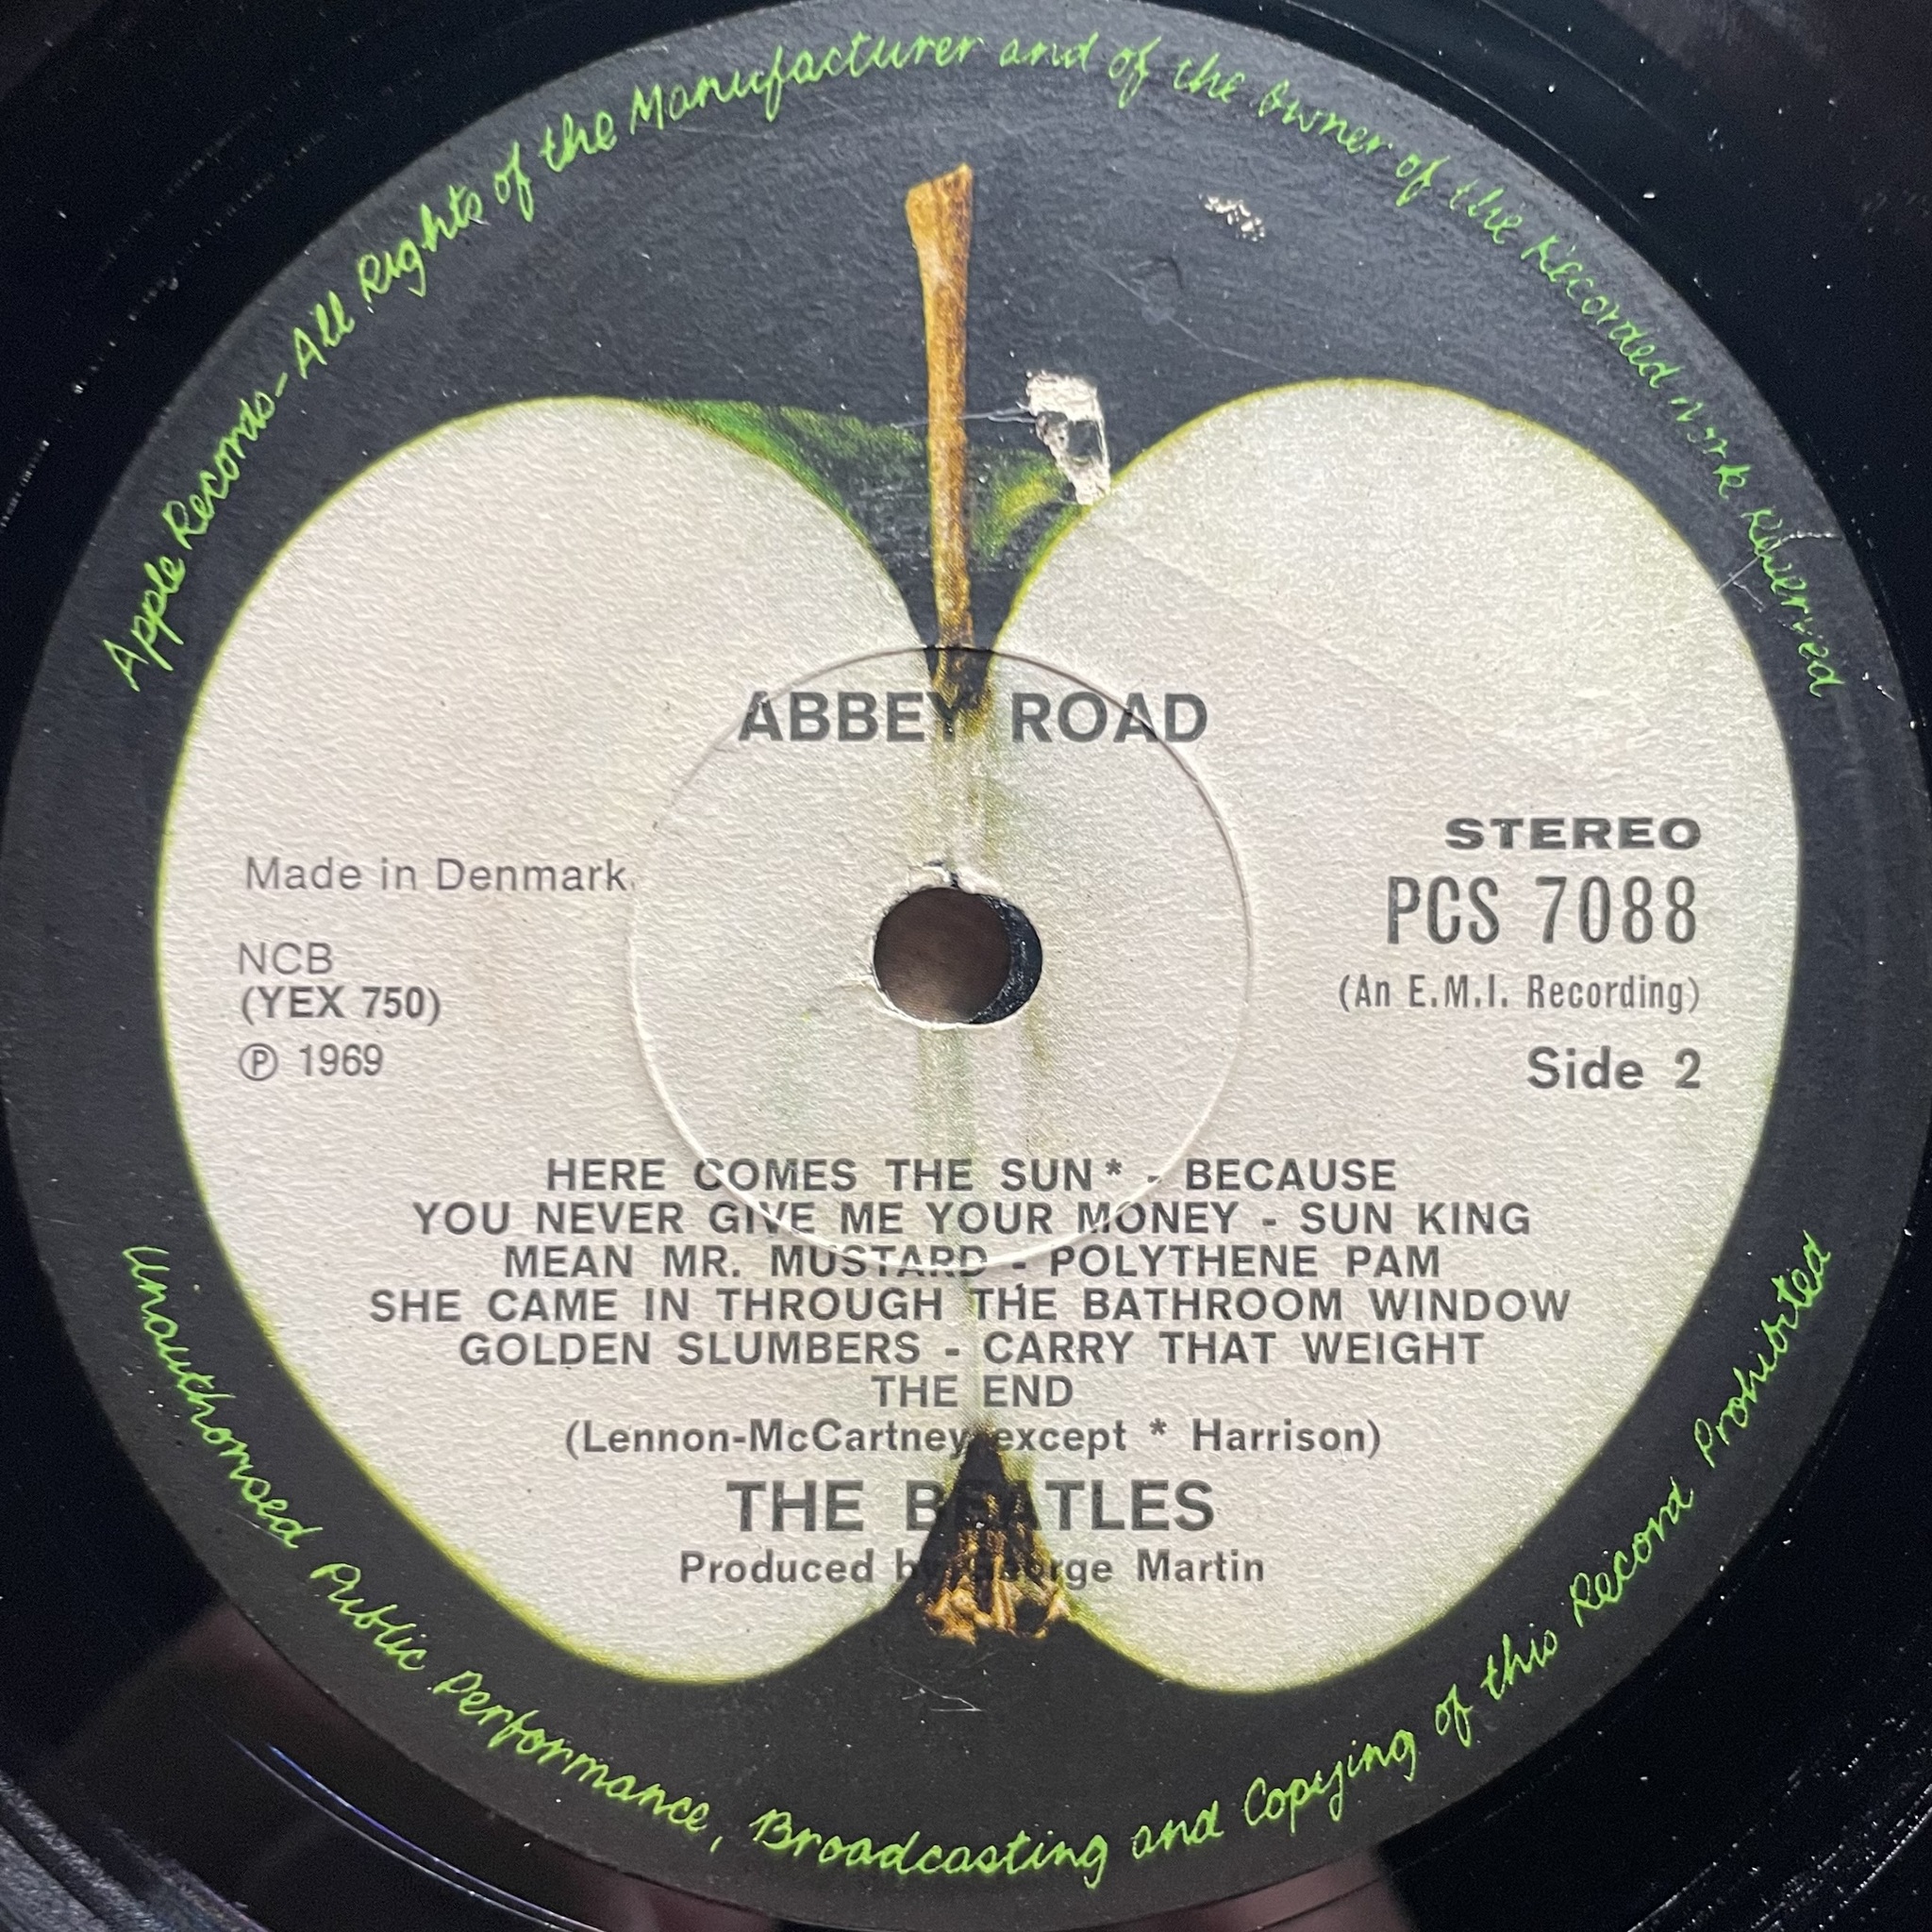 Apple Records-All Rights of the Manufacturer and of the Owner of the Recorded Work Reserved
ABBEY ROAD
STEREO
PCS 7088
(An E.M.I. Recording)
Side 2
Made in Denmark.
NCB
(YEX 750)
℗ 1969
HERE COMES THE SUN* - BECAUSE
YOU NEVER GIVE ME YOUR MONEY - SUN KING
MEAN MR. MUSTARD - POLYTHENE PAM
SHE CAME IN THROUGH THE BATHROOM WINDOW
GOLDEN SLUMBERS - CARRY THAT WEIGHT
THE END
(Lennon-McCartney except * Harrison)
THE BEATLES
Produced by George Martin
Unauthorised Public Performance, Broadcasting and Copying of this Record Prohibited